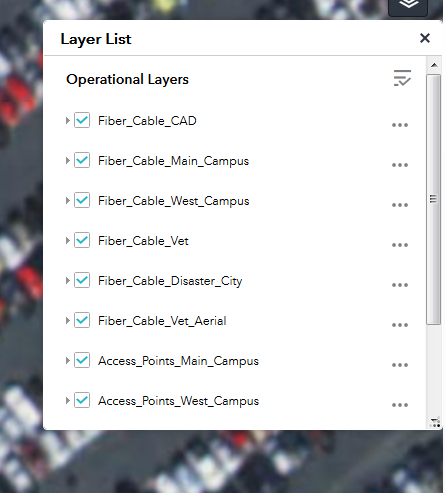 Layer List
Operational Layers
Fiber_Cable_CAD
Fiber_Cable_Main_Campus
Fiber_Cable_West_Campus
Fiber_Cable_Vet
Fiber_Cable_Disaster_City
Fiber_Cable_Vet_Aerial
Access_Points_Main_Campus
Access_Points_West_Campus